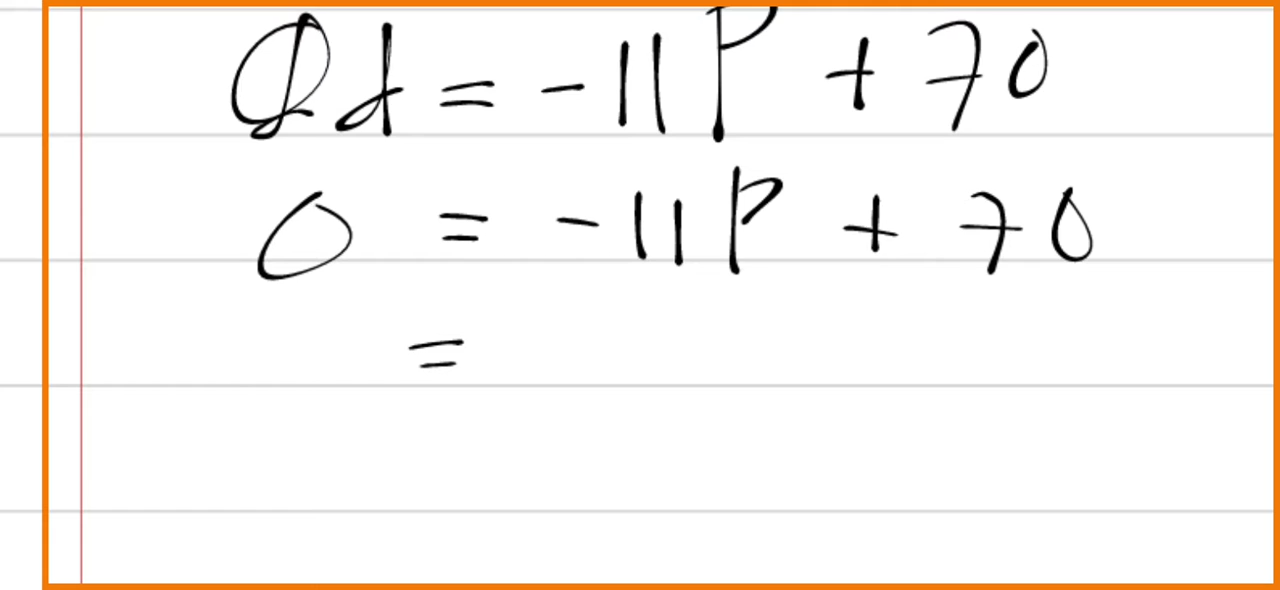 Qd = -11P + 70
0 = -11P + 70
=